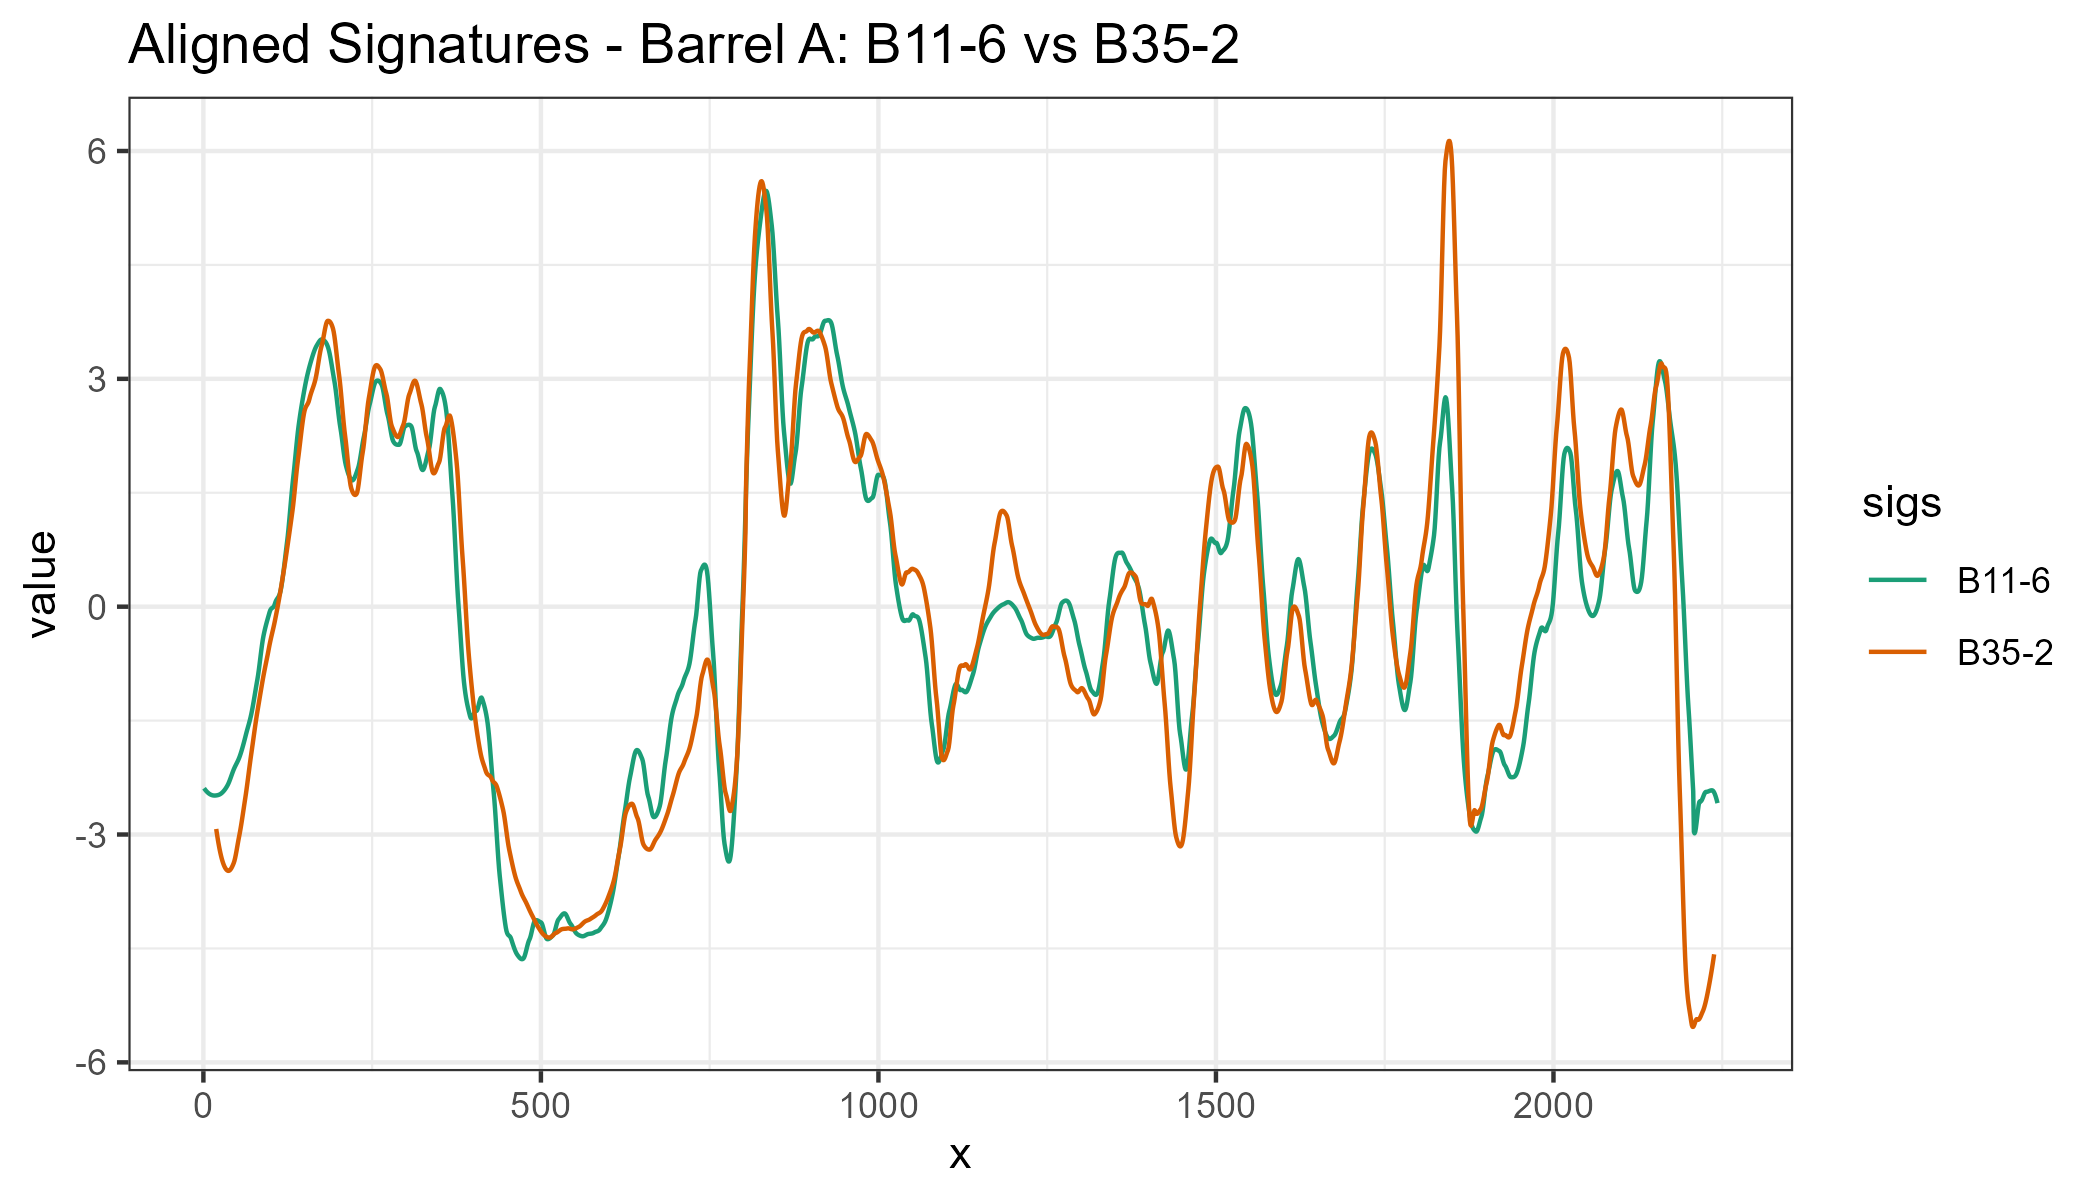 Aligned Signatures - Barrel A: B11-6 vs B35-2
value
6
3
0
-3
-6
0 500 1000 1500 2000
x
sigs
B11-6
B35-2